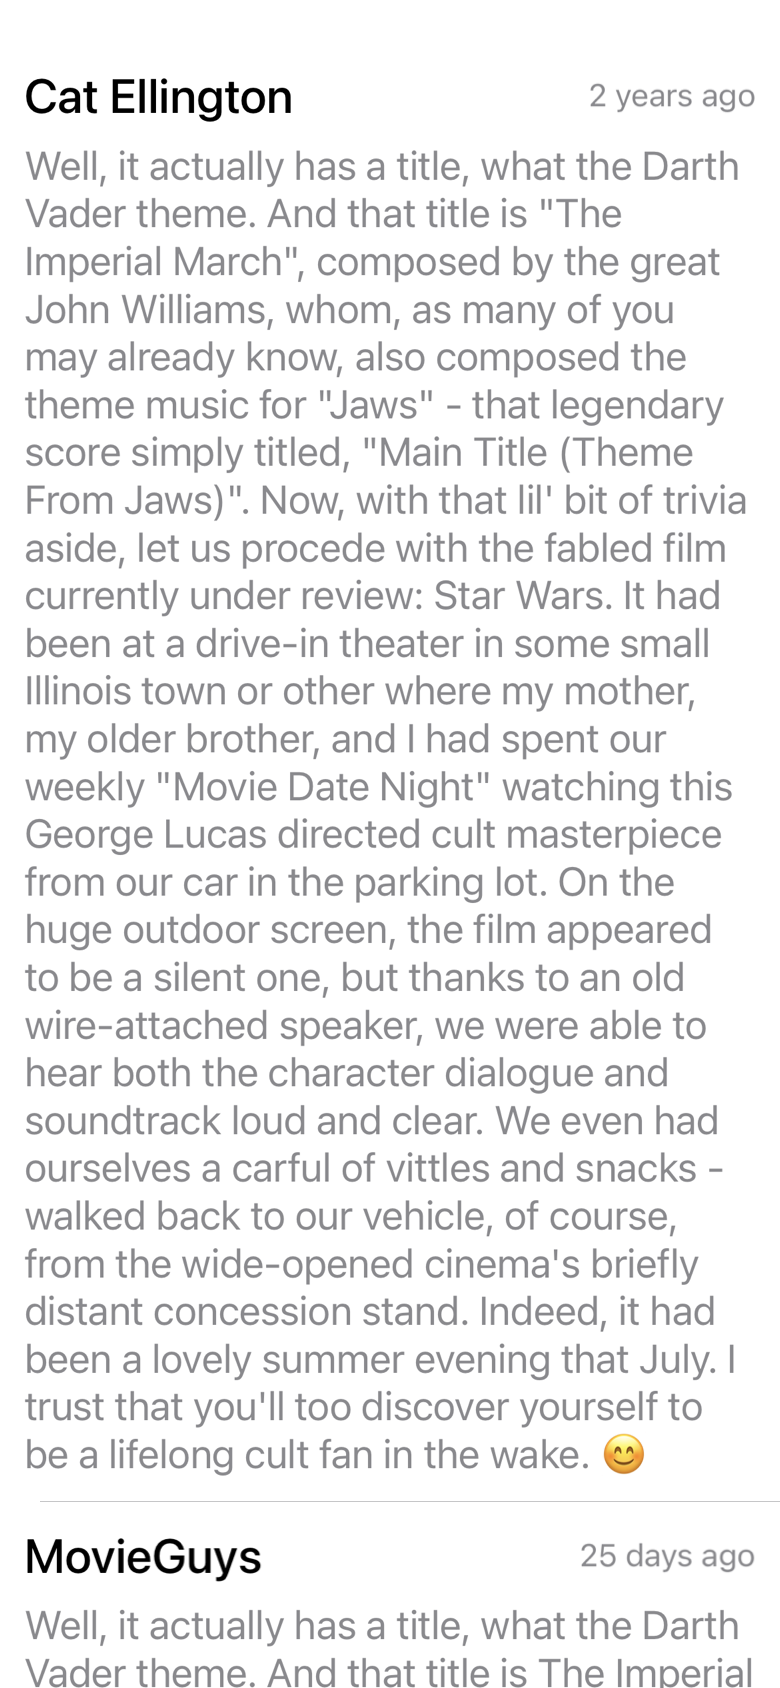 Cat Ellington
2 years ago
Well, it actually has a title, what the Darth
Vader theme. And that title is "The
Imperial March", composed by the great
John Williams, whom, as many of you
may already know, also composed the
theme music for "Jaws" - that legendary
score simply titled, "Main Title (Theme
From Jaws)". Now, with that lil' bit of trivia
aside, let us procede with the fabled film
currently under review: Star Wars. It had
been at a drive-in theater in some small
Illinois town or other where my mother,
my older brother, and I had spent our
weekly "Movie Date Night" watching this
George Lucas directed cult masterpiece
from our car in the parking lot. On the
huge outdoor screen, the film appeared
to be a silent one, but thanks to an old
wire-attached speaker, we were able to
hear both the character dialogue and
soundtrack loud and clear. We even had
ourselves a carful of vittles and snacks -
walked back to our vehicle, of course,
from the wide-opened cinema's briefly
distant concession stand. Indeed, it had
been a lovely summer evening that July. I
trust that you'll too discover yourself to
be a lifelong cult fan in the wake. 😊
MovieGuys
25 days ago
Well, it actually has a title, what the Darth
Vader theme. And that title is The Imperial